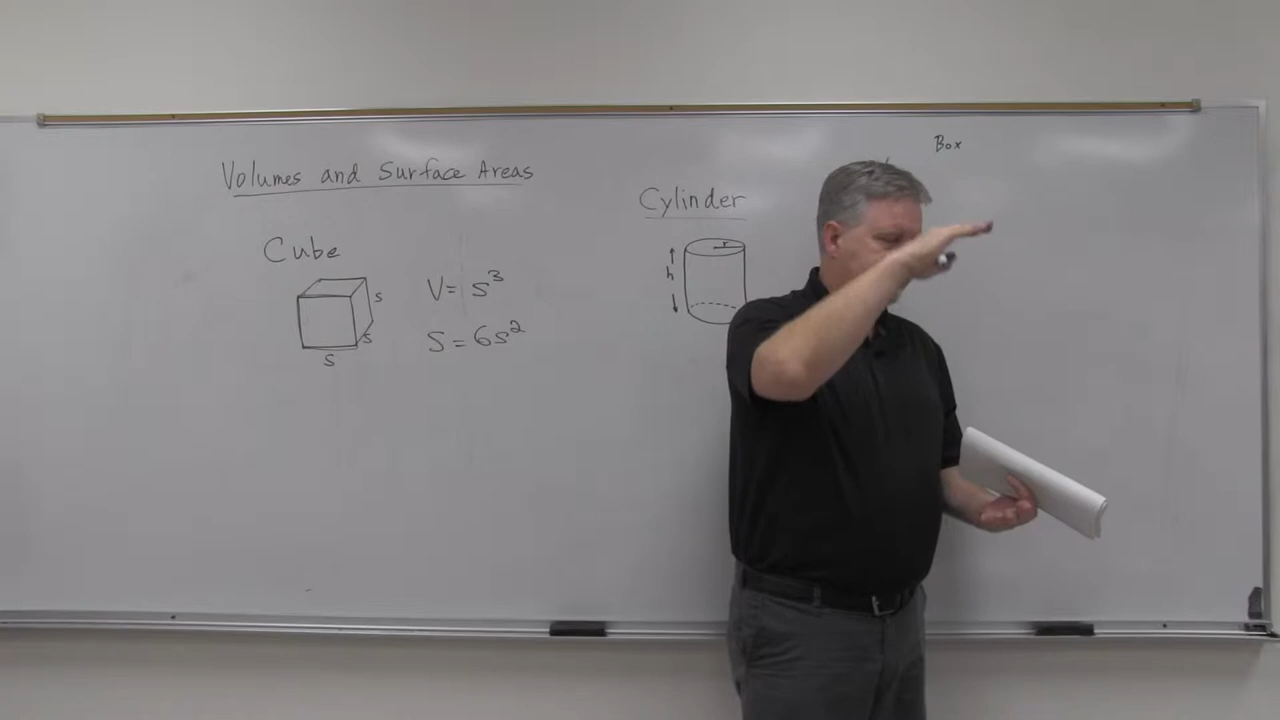 Volumes and Surface Areas
Cube
s
s
s
V = s³
S = 6s²
Cylinder
r
h
Box